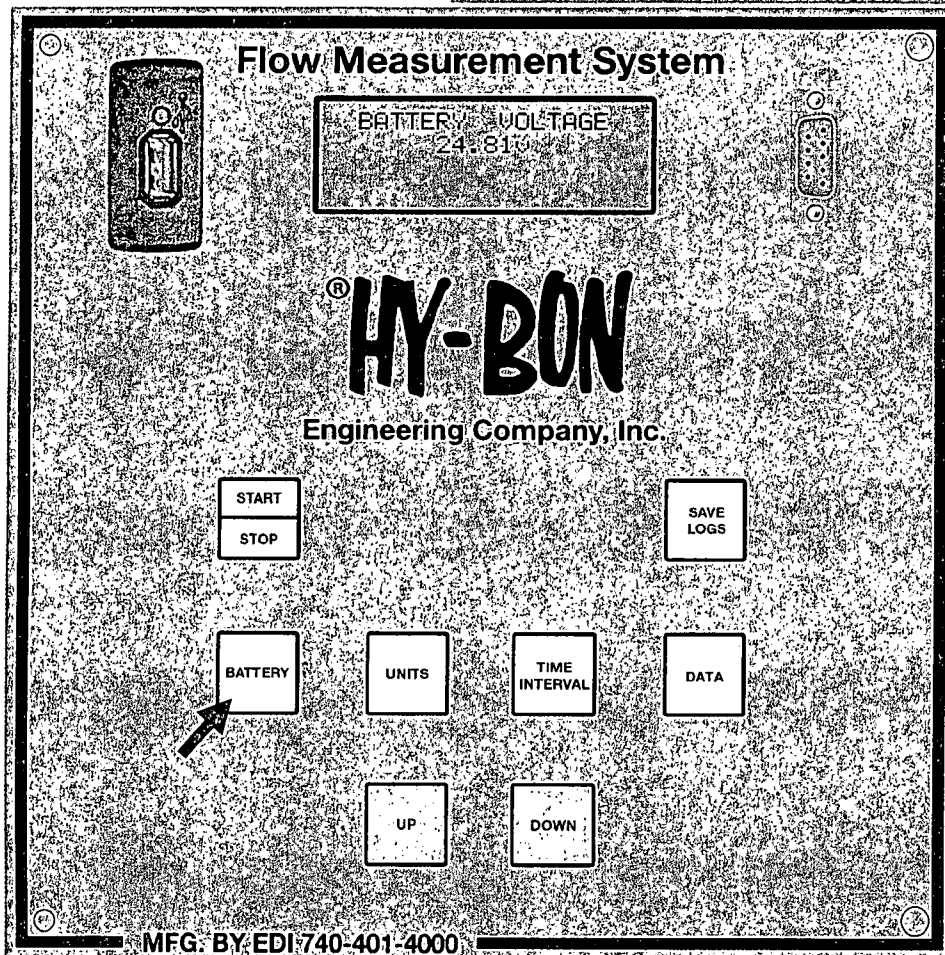 Flow Measurement System
BATTERY VOLTAGE
24.81v
®HY-BON
Engineering Company, Inc.
START
STOP
SAVE
LOGS
BATTERY
UNITS
TIME
INTERVAL
DATA
UP
DOWN
MFG. BY EDI 740-401-4000